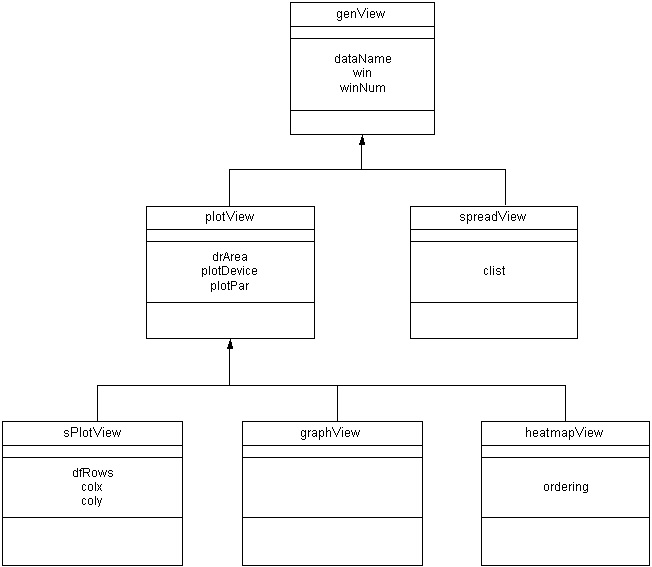 genView
dataName
win
winNum
plotView
spreadView
drArea
plotDevice
plotPar
clist
sPlotView
graphView
heatmapView
dfRows
colx
coly
ordering